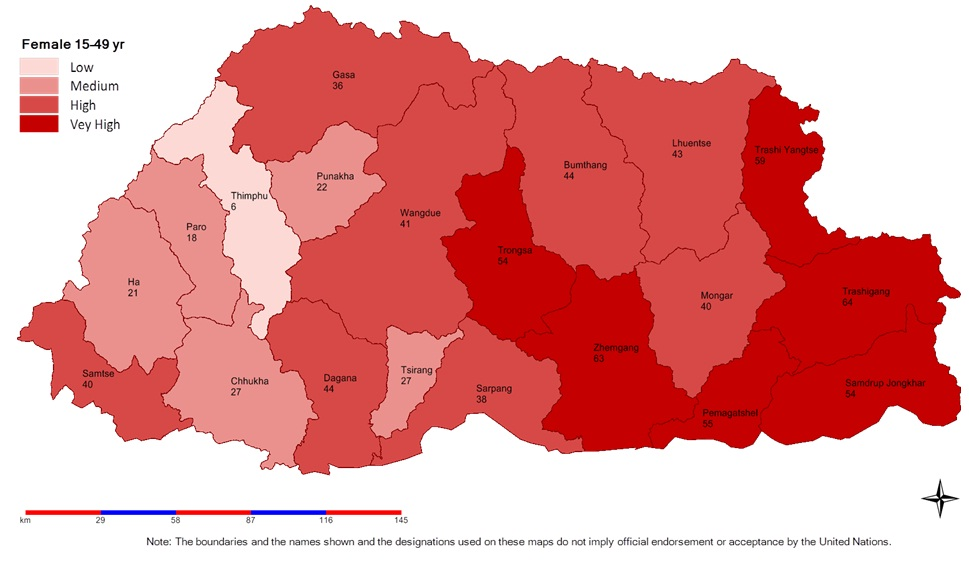 Female 15-49 yr
Low
Medium
High
Vey High
Gasa
36
Punakha
22
Thimphu
6
Paro
18
Ha
21
Wangdue
41
Bumthang
44
Lhuentse
43
Trashi Yangtse
59
Trongsa
54
Mongar
40
Trashigang
64
Zhemgang
63
Samtse
40
Chhukha
27
Dagana
44
Tsirang
27
Sarpang
38
Pemagatshel
55
Samdrup Jongkhar
54
km 29 58 87 116 145
Note: The boundaries and the names shown and the designations used on these maps do not imply official endorsement or acceptance by the United Nations.